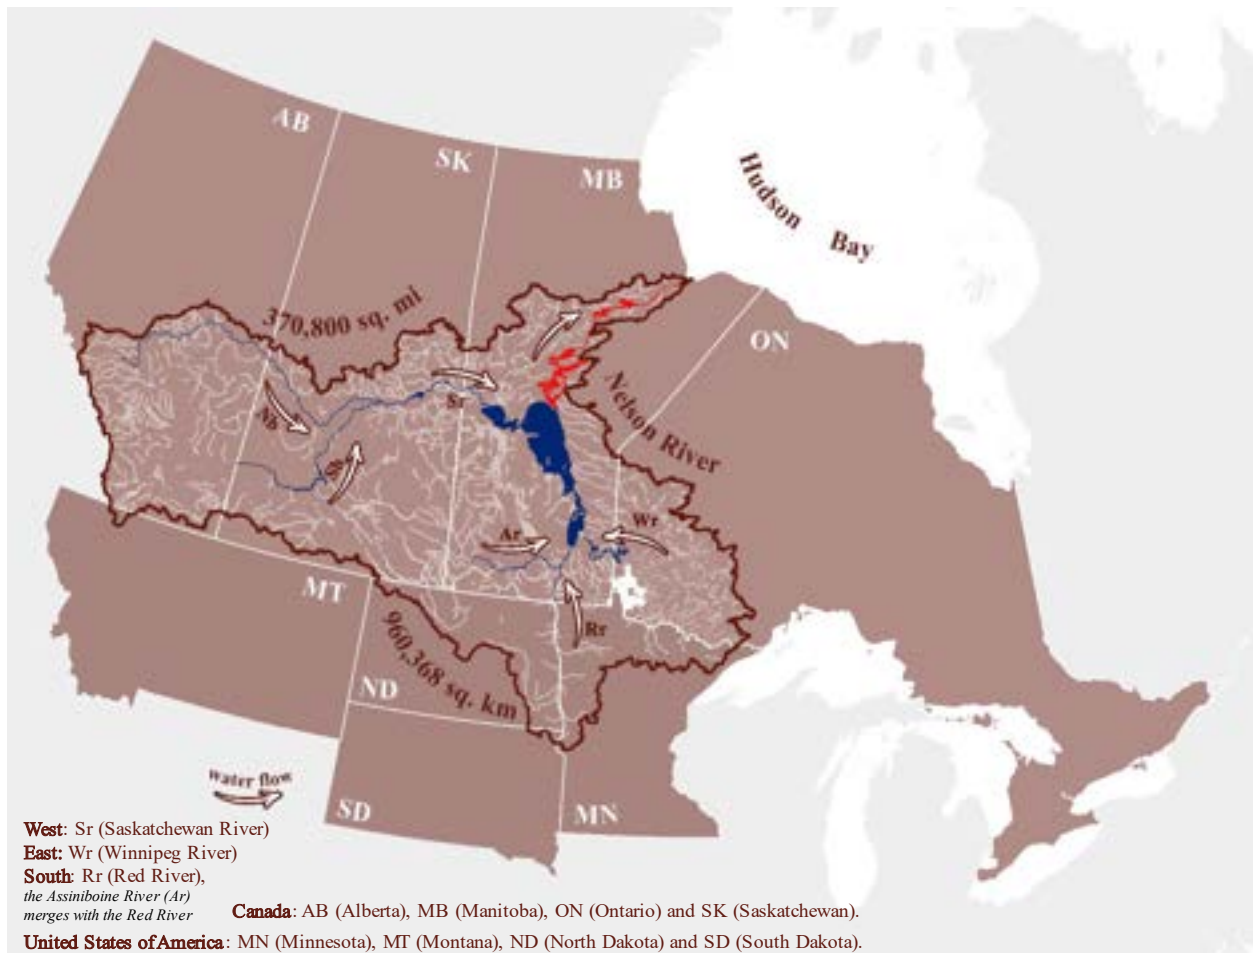 AB
SK
MB
Hudson Bay
370,800 sq. mi
ON
Nelson River
Sr
Nb
Sb
Ar
Wr
MT
Rr
960,368 sq. km
ND
water flow
SD
MN
West: Sr (Saskatchewan River)
East: Wr (Winnipeg River)
South: Rr (Red River),
the Assiniboine River (Ar)
merges with the Red River
Canada: AB (Alberta), MB (Manitoba), ON (Ontario) and SK (Saskatchewan).
United States of America: MN (Minnesota), MT (Montana), ND (North Dakota) and SD (South Dakota).